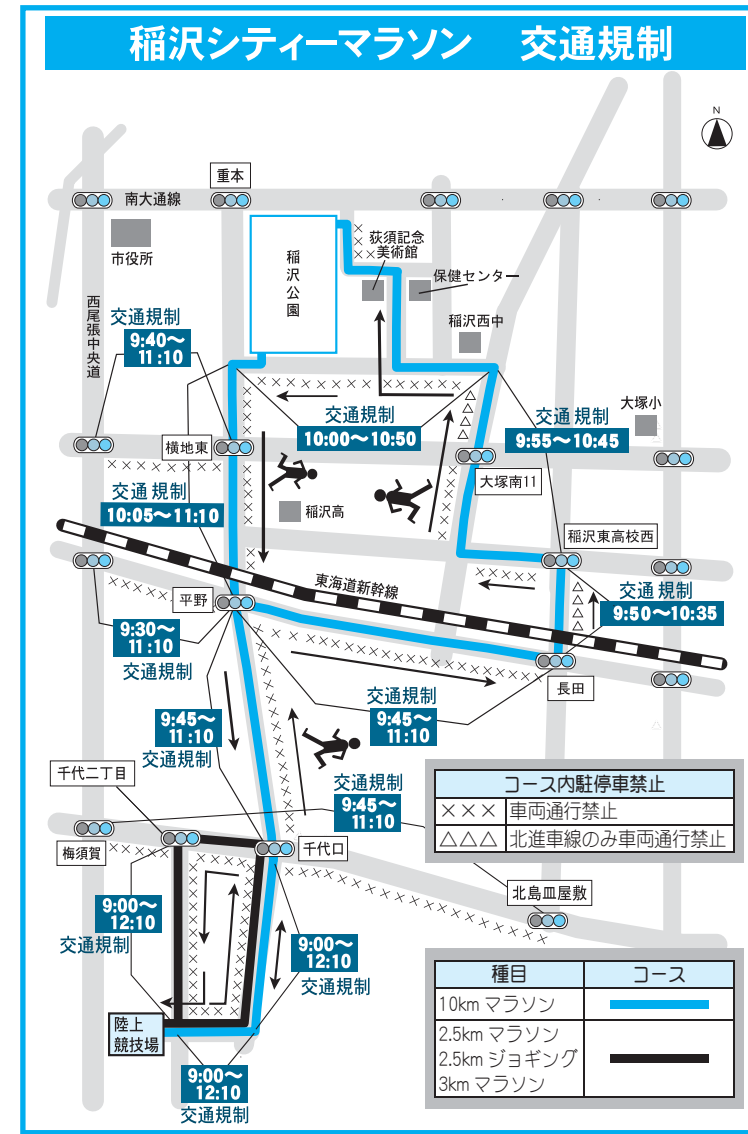 稲沢シティーマラソン 交通規制
N
重本
南大通線
市役所
稲沢公園
荻須記念
美術館
保健センター
稲沢西中
西尾張中央道
交通規制
9:40〜
11:10
大塚小
交通規制
10:00〜10:50
交通規制
9:55〜10:45
横地東
大塚南11
交通規制
10:05〜11:10
稲沢高
稲沢東高校西
東海道新幹線
平野
交通規制
9:50〜10:35
9:30〜
11:10
交通規制
長田
交通規制
9:45〜
11:10
9:45〜
11:10
交通規制
千代二丁目
交通規制
9:45〜
11:10
梅須賀
千代口
コース内駐停車禁止
××× 車両通行禁止
△△△ 北進車線のみ車両通行禁止
北島皿屋敷
9:00〜
12:10
交通規制
9:00〜
12:10
交通規制
陸上
競技場
9:00〜
12:10
交通規制
種目 コース
10km マラソン
2.5km マラソン
2.5km ジョギング
3km マラソン